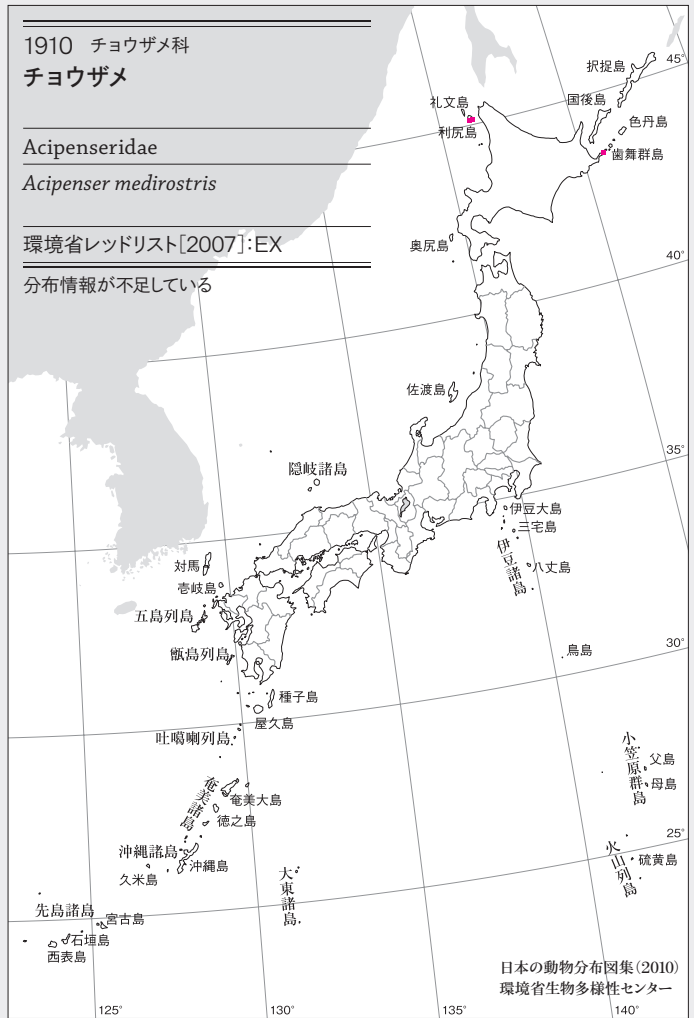 1910 チョウザメ科
チョウザメ
Acipenseridae
Acipenser medirostris
環境省レッドリスト[2007]:EX
分布情報が不足している
45°
択捉島
国後島
礼文島
色丹島
利尻島
歯舞群島
奥尻島
40°
佐渡島
35°
隠岐諸島
伊豆大島
三宅島
伊豆諸島
八丈島
対馬
壱岐島
五島列島
甑島列島
鳥島
30°
種子島
屋久島
吐噶喇列島
小笠原群島
父島
母島
奄美諸島
奄美大島
徳之島
25°
沖縄諸島
沖縄島
久米島
火山列島
硫黄島
大東諸島
先島諸島
宮古島
石垣島
西表島
日本の動物分布図集(2010)
環境省生物多様性センター
125°
130°
135°
140°